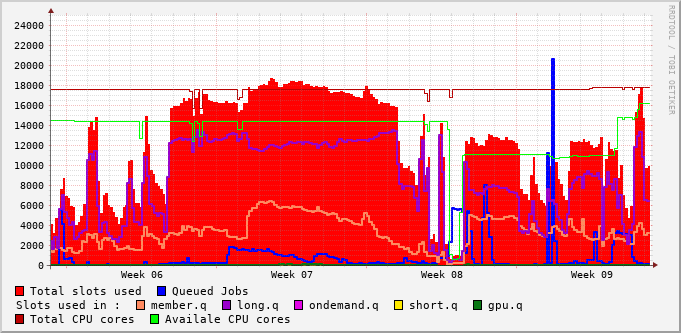 24000
22000
20000
18000
16000
14000
12000
10000
8000
6000
4000
2000
0
Week 06 Week 07 Week 08 Week 09
Total slots used Queued Jobs
Slots used in : member.q long.q ondemand.q short.q gpu.q
Total CPU cores Availale CPU cores
RRDTOOL / TOBI OETIKER